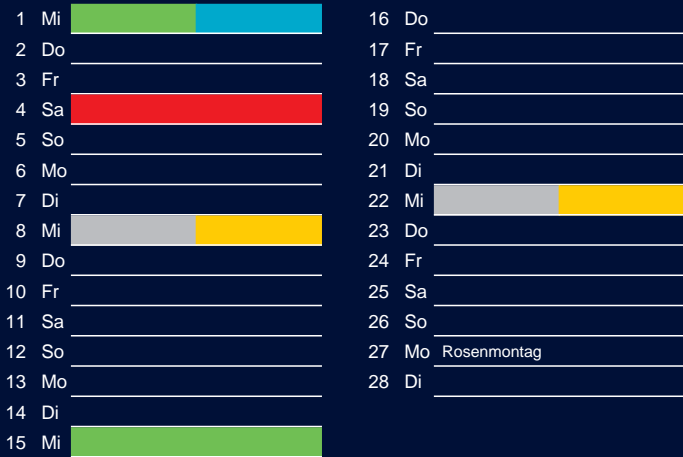 1 Mi
2 Do
3 Fr
4 Sa
5 So
6 Mo
7 Di
8 Mi
9 Do
10 Fr
11 Sa
12 So
13 Mo
14 Di
15 Mi
16 Do
17 Fr
18 Sa
19 So
20 Mo
21 Di
22 Mi
23 Do
24 Fr
25 Sa
26 So
27 Mo Rosenmontag
28 Di